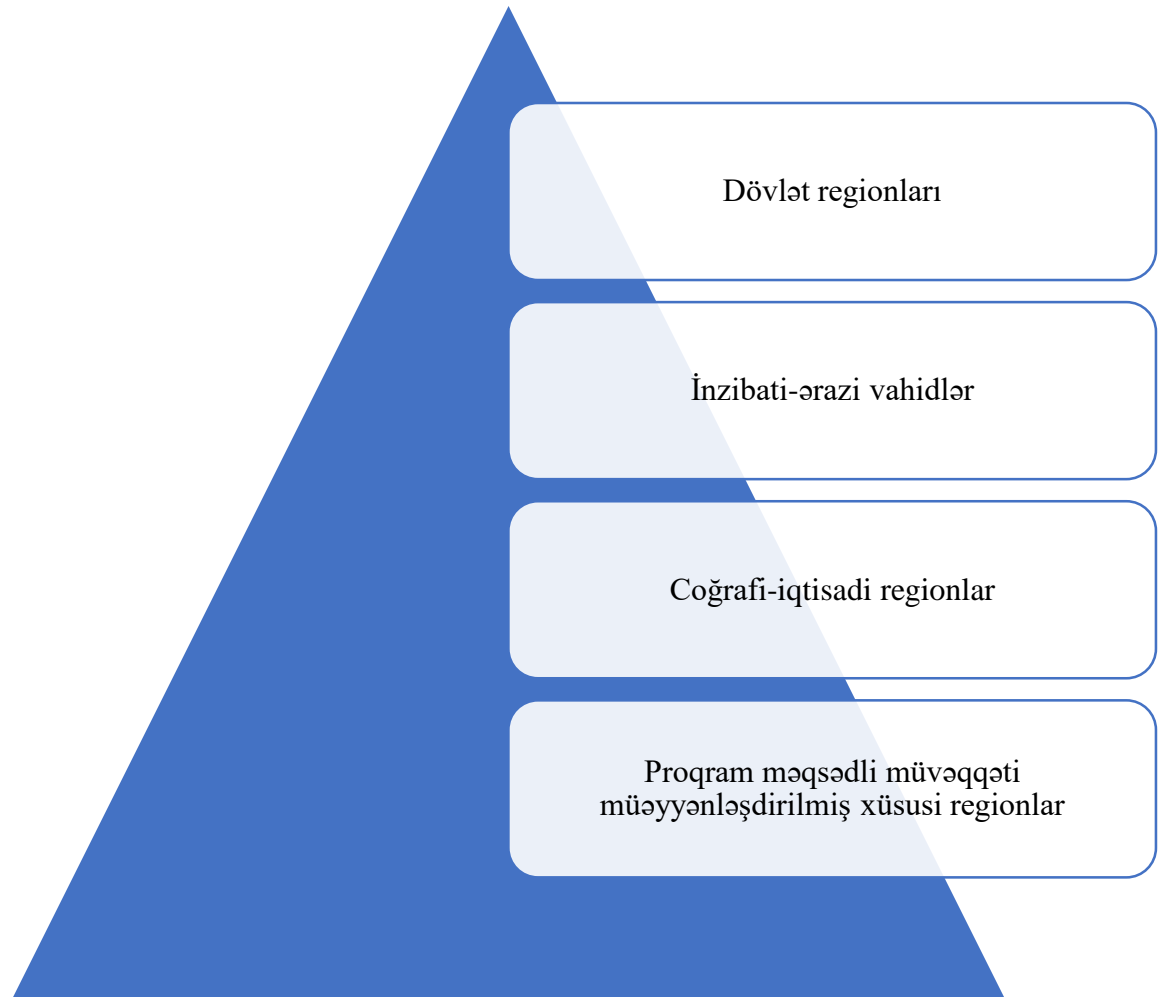 Dövlət regionları
İnzibati-ərazi vahidlər
Coğrafi-iqtisadi regionlar
Proqram məqsədli müvəqqəti
müəyyənləşdirilmiş xüsusi regionlar